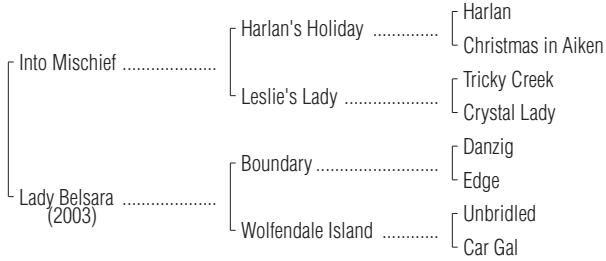 Harlan
Harlan's Holiday ..............
Christmas in Aiken
Into Mischief .....................
Tricky Creek
Leslie's Lady .....................
Crystal Lady
Danzig
Boundary ...........................
Edge
Lady Belsara .....................
(2003)
Unbridled
Wolfendale Island ............
Car Gal